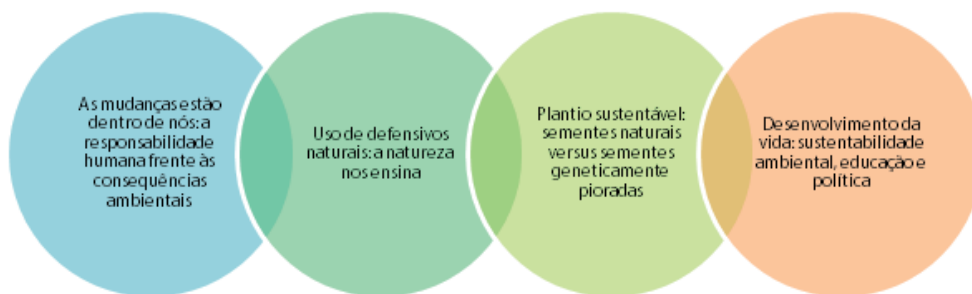 As mudanças estão
dentro de nós: a
responsabilidade
humana frente às
consequências
ambientais
Uso de defensivos
naturais: a natureza
nos ensina
Plantio sustentável:
sementes naturais
versus sementes
geneticamente
pioradas
Desenvolvimento da
vida: sustentabilidade
ambiental, educação e
política